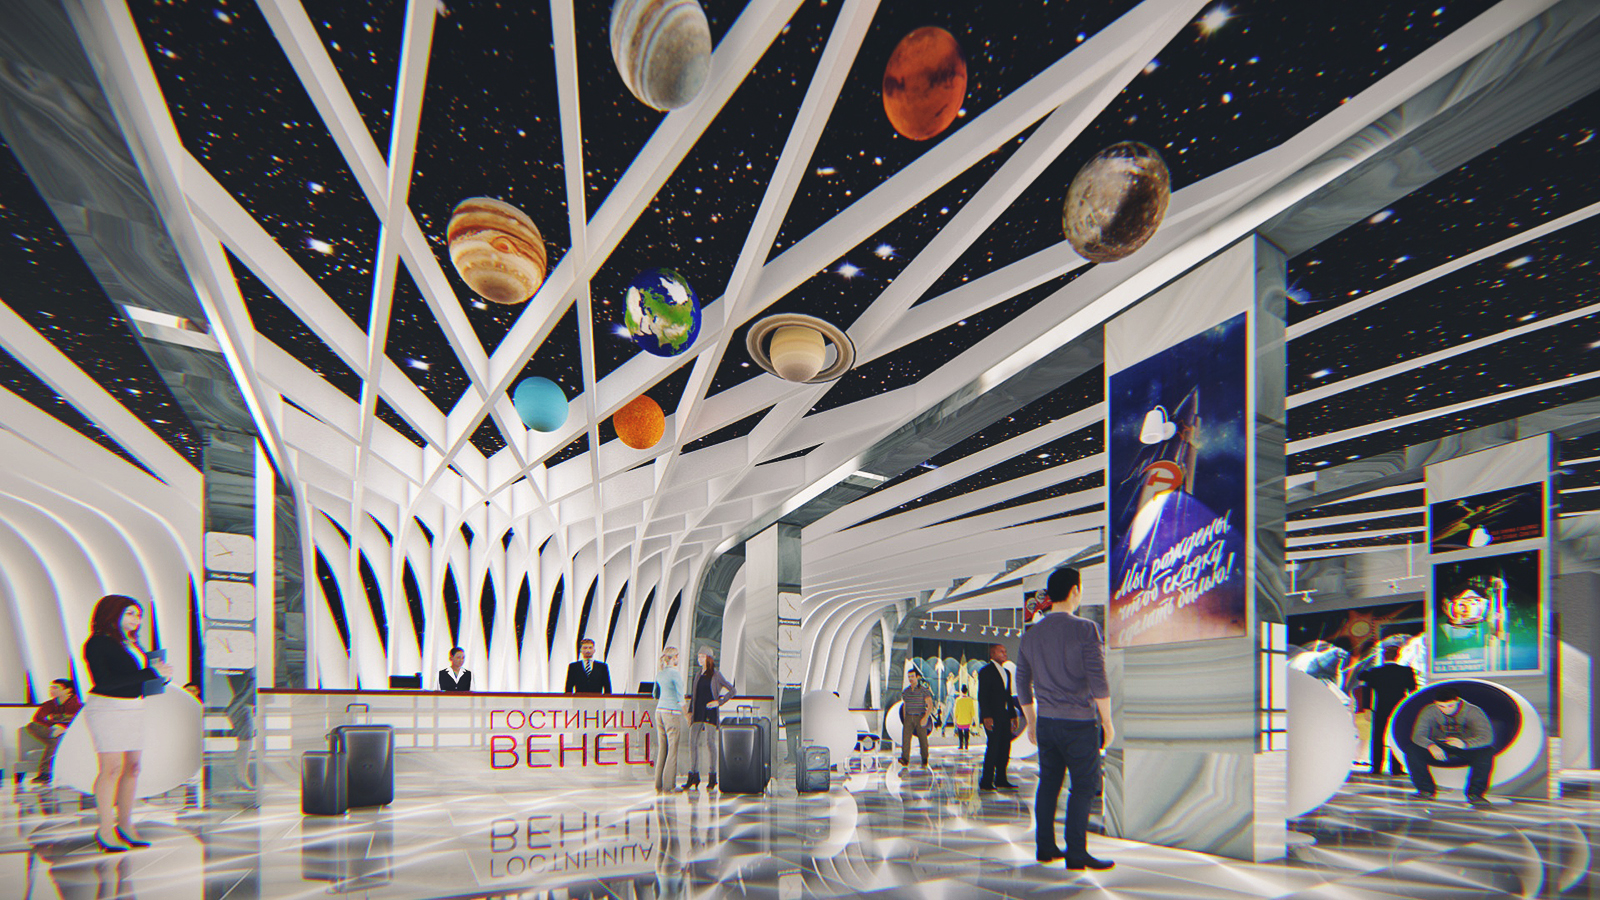 ГОСТИНИЦА
ВЕНЕЦ
Мы рождены,
чтоб сказку
сделать былью!